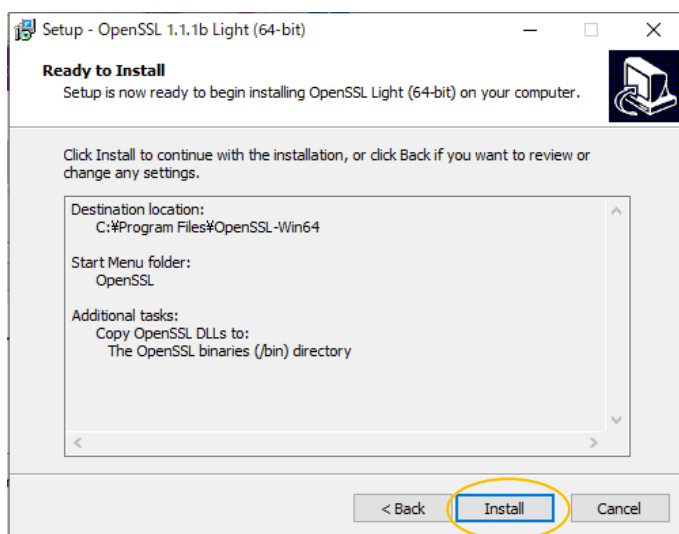 Setup - OpenSSL 1.1.1b Light (64-bit)
Ready to Install
Setup is now ready to begin installing OpenSSL Light (64-bit) on your computer.
Click Install to continue with the installation, or click Back if you want to review or
change any settings.
Destination location:
C:¥Program Files¥OpenSSL-Win64
Start Menu folder:
OpenSSL
Additional tasks:
Copy OpenSSL DLLs to:
The OpenSSL binaries (/bin) directory
< Back Install Cancel